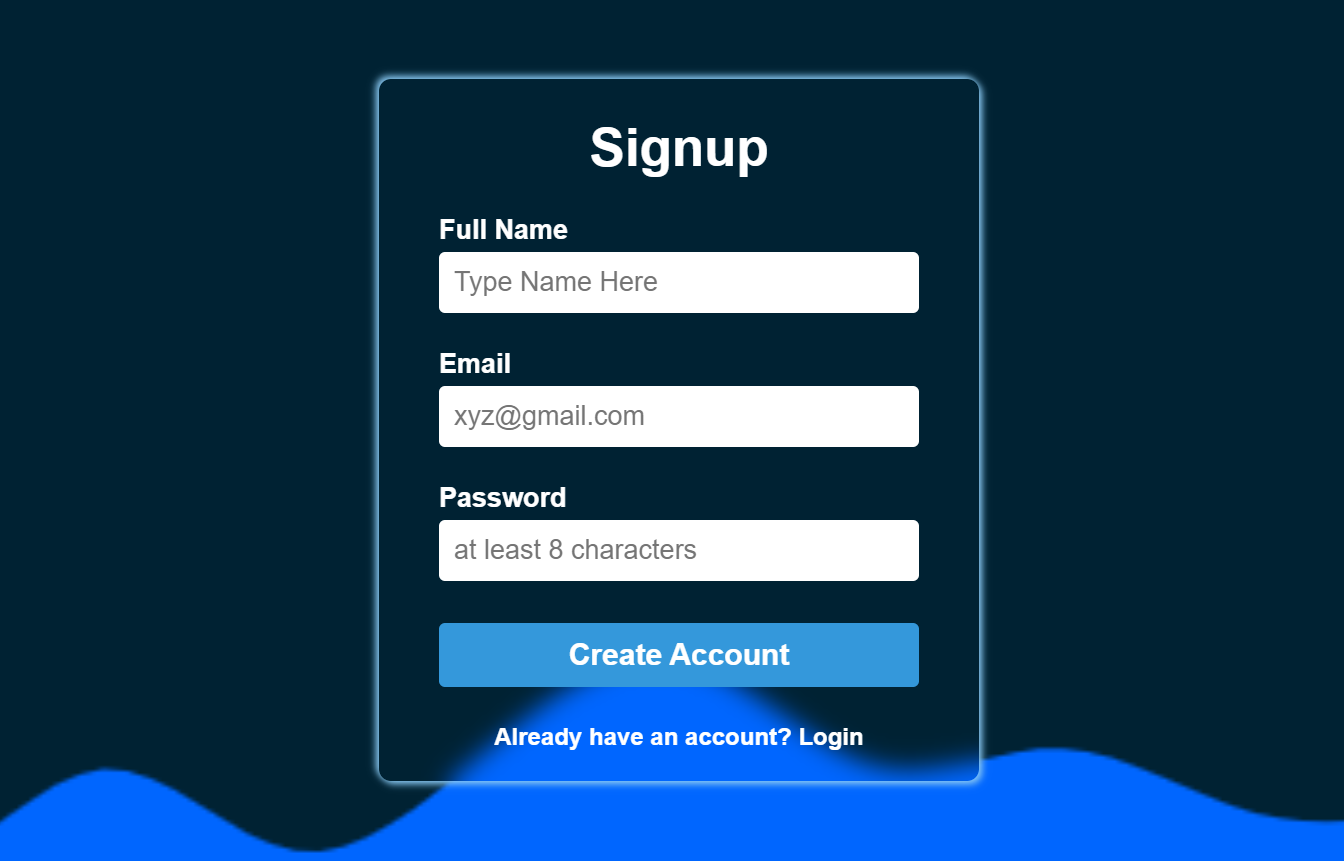 Signup
Full Name
Type Name Here
Email
xyz@gmail.com
Password
at least 8 characters
Create Account
Already have an account? Login